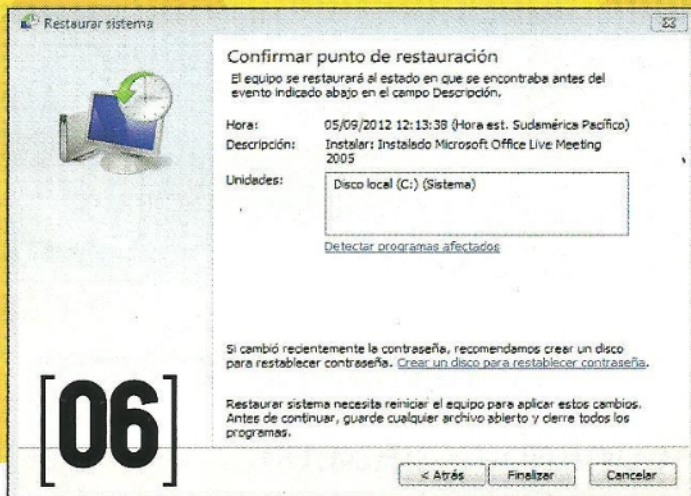 Restaurar sistema
Confirmar punto de restauración
El equipo se restaurará al estado en que se encontraba antes del
evento indicado abajo en el campo Descripción.
Hora: 05/09/2012 12:13:38 (Hora est. Sudamérica Pacífico)
Descripción: Instalar: Instalado Microsoft Office Live Meeting
2005
Unidades: Disco local (C:) (Sistema)
Detectar programas afectados
Si cambió recientemente la contraseña, recomendamos crear un disco
para restablecer contraseña. Crear un disco para restablecer contraseña.
Restaurar sistema necesita reiniciar el equipo para aplicar estos cambios.
Antes de continuar, guarde cualquier archivo abierto y cierre todos los
programas.
[06]
< Atrás Finalizar Cancelar